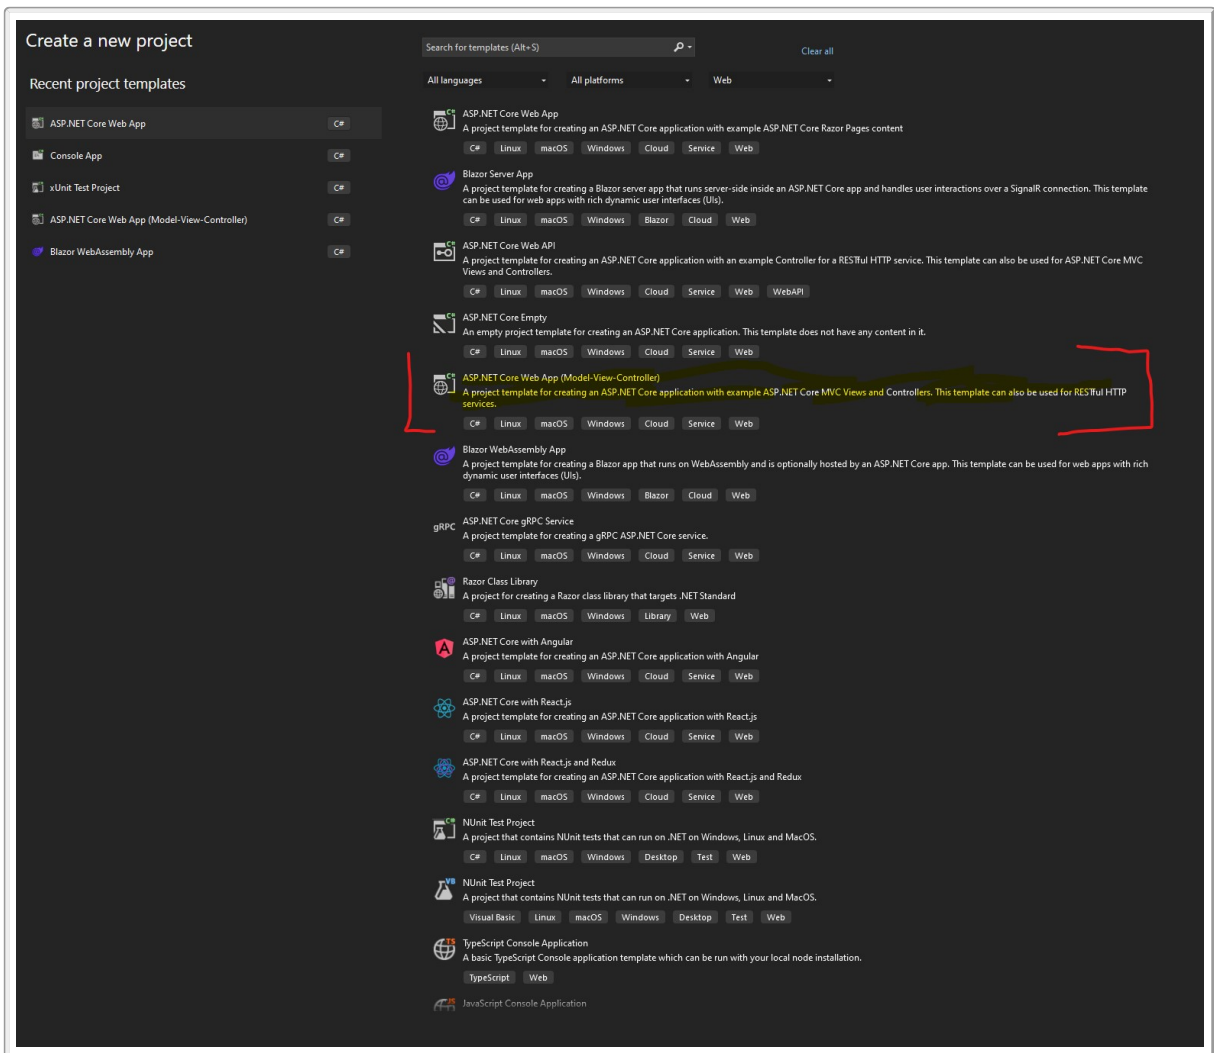 Create a new project
Recent project templates
ASP.NET Core Web App C#
Console App C#
xUnit Test Project C#
ASP.NET Core Web App (Model-View-Controller) C#
Blazor WebAssembly App C#
Search for templates (Alt+S)
Clear all
All languages All platforms Web
ASP.NET Core Web App
A project template for creating an ASP.NET Core application with example ASP.NET Core Razor Pages content
C# Linux macOS Windows Cloud Service Web
Blazor Server App
A project template for creating a Blazor server app that runs server-side inside an ASP.NET Core app and handles user interactions over a SignalR connection. This template
can be used for web apps with rich dynamic user interfaces (UIs).
C# Linux macOS Windows Blazor Cloud Web
ASP.NET Core Web API
A project template for creating an ASP.NET Core application with an example Controller for a RESTful HTTP service. This template can also be used for ASP.NET Core MVC
Views and Controllers.
C# Linux macOS Windows Cloud Service Web WebAPI
ASP.NET Core Empty
An empty project template for creating an ASP.NET Core application. This template does not have any content in it.
C# Linux macOS Windows Cloud Service Web
ASP.NET Core Web App (Model-View-Controller)
A project template for creating an ASP.NET Core application with example ASP.NET Core MVC Views and Controllers. This template can also be used for RESTful HTTP
services.
C# Linux macOS Windows Cloud Service Web
Blazor WebAssembly App
A project template for creating a Blazor app that runs on WebAssembly and is optionally hosted by an ASP.NET Core app. This template can be used for web apps with rich
dynamic user interfaces (UIs).
C# Linux macOS Windows Blazor Cloud Web
gRPC ASP.NET Core gRPC Service
A project template for creating a gRPC ASP.NET Core service.
C# Linux macOS Windows Cloud Service Web
Razor Class Library
A project for creating a Razor class library that targets .NET Standard
C# Linux macOS Windows Library Web
ASP.NET Core with Angular
A project template for creating an ASP.NET Core application with Angular
C# Linux macOS Windows Cloud Service Web
ASP.NET Core with React.js
A project template for creating an ASP.NET Core application with React.js
C# Linux macOS Windows Cloud Service Web
ASP.NET Core with React.js and Redux
A project template for creating an ASP.NET Core application with React.js and Redux
C# Linux macOS Windows Cloud Service Web
NUnit Test Project
A project that contains NUnit tests that can run on .NET on Windows, Linux and MacOS.
C# Linux macOS Windows Desktop Test Web
NUnit Test Project
A project that contains NUnit tests that can run on .NET on Windows, Linux and MacOS.
Visual Basic Linux macOS Windows Desktop Test Web
TypeScript Console Application
A basic TypeScript Console application template which can be run with your local node installation.
TypeScript Web
JavaScript Console Application